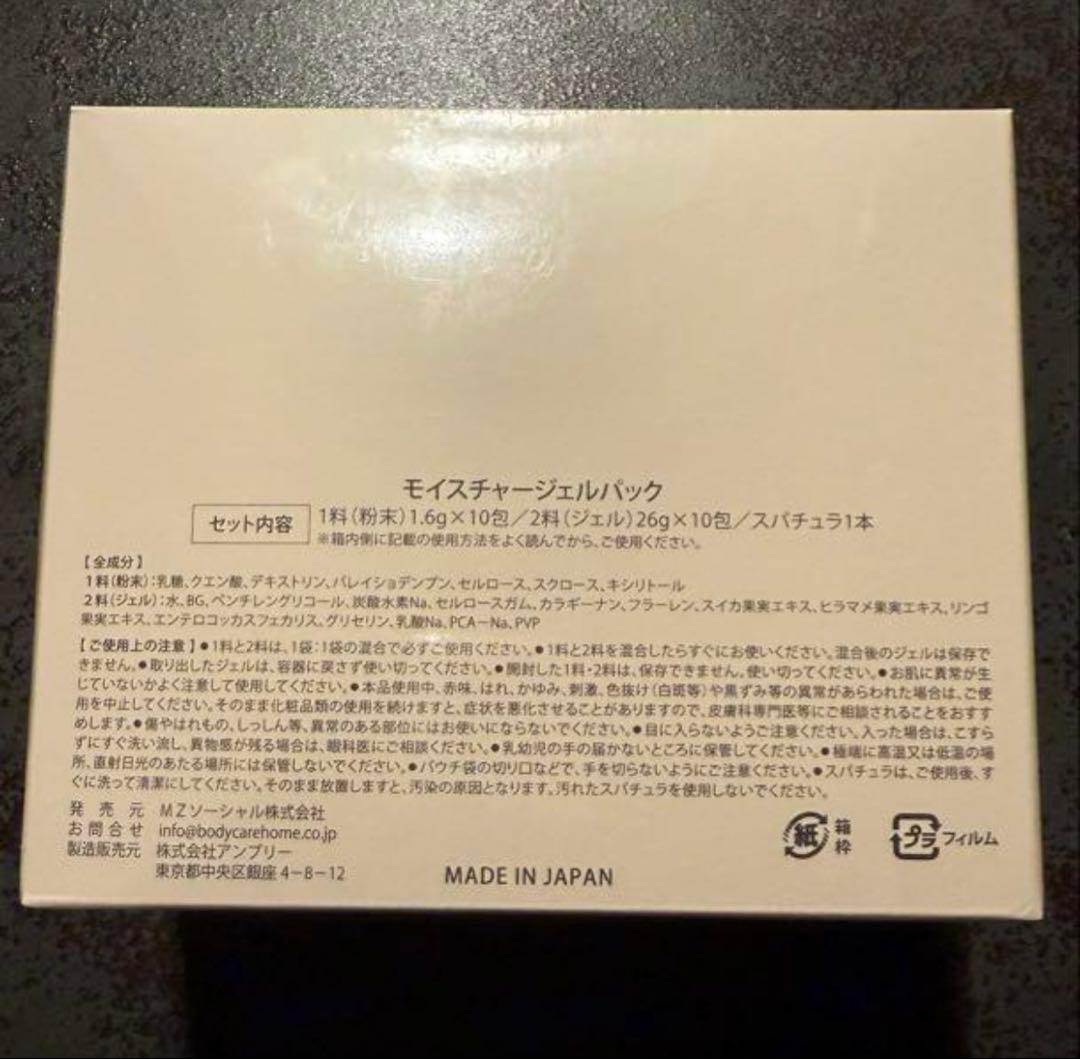 モイスチャージェルパック
セット内容 1料(粉末)1.6g×10包／2料(ジェル)26g×10包／スパチュラ1本
※箱内側に記載の使用方法をよく読んでから、ご使用ください。
【全成分】
1料(粉末)：乳糖、クエン酸、デキストリン、バレイショデンプン、セルロース、スクロース、キシリトール
2料(ジェル)：水、BG、ペンチレングリコール、炭酸水素Na、セルロースガム、カラギーナン、フラーレン、スイカ果実エキス、ヒラマメ果実エキス、リンゴ
果実エキス、エンテロコッカスフェカリス、グリセリン、乳酸Na、PCA－Na、PVP
【ご使用上の注意】●1料と2料は、1袋：1袋の混合で必ずご使用ください。●1料と2料を混合したらすぐにお使いください。混合後のジェルは保存で
きません。●取り出したジェルは、容器に戻さず使い切ってください。●開封した1料・2料は、保存できません。使い切ってください。●お肌に異常が生
じていないかよく注意して使用してください。●本品使用中、赤味、はれ、かゆみ、刺激、色抜け(白斑等)や黒ずみ等の異常があらわれた場合は、ご使
用を中止してください。そのまま化粧品類の使用を続けますと、症状を悪化させることがありますので、皮膚科専門医等にご相談されることをおすす
めします。●傷やはれもの、しっしん等、異常のある部位にはお使いにならないでください。●目に入らないようご注意ください。入った場合は、こすら
ずにすぐ洗い流し、異物感が残る場合は、眼科医にご相談ください。●乳幼児の手の届かないところに保管してください。●極端に高温又は低温の場
所、直射日光のあたる場所には保管しないでください。●パウチ袋の切り口などで、手を切らないようにご注意ください。●スパチュラは、ご使用後、す
ぐに洗って清潔にしてください。そのまま放置しますと、汚染の原因となります。汚れたスパチュラを使用しないでください。
発売元 MZソーシャル株式会社
お問合せ info@bodycarehome.co.jp
製造販売元 株式会社アンブリー
東京都中央区銀座4－8－12
MADE IN JAPAN
紙 箱
枠
プラ フィルム